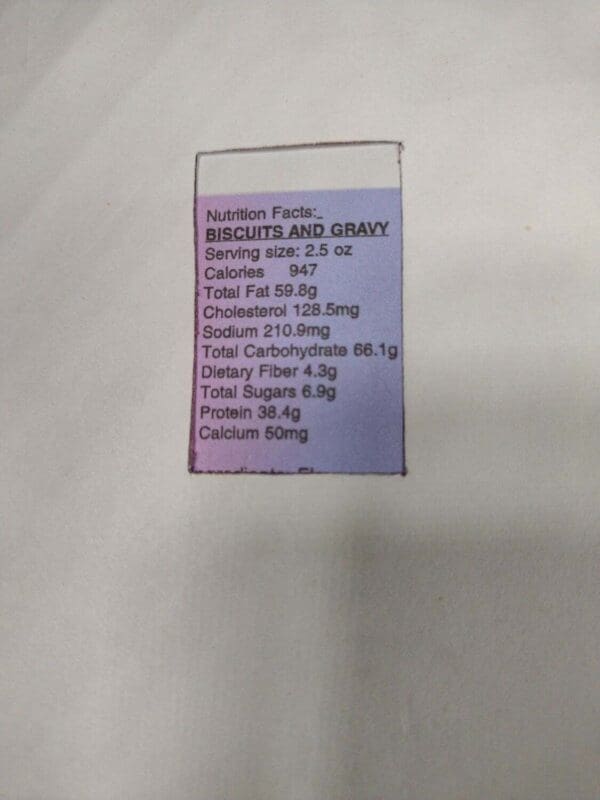 Nutrition Facts:_
BISCUITS AND GRAVY
Serving size: 2.5 oz
Calories 947
Total Fat 59.8g
Cholesterol 128.5mg
Sodium 210.9mg
Total Carbohydrate 66.1g
Dietary Fiber 4.3g
Total Sugars 6.9g
Protein 38.4g
Calcium 50mg